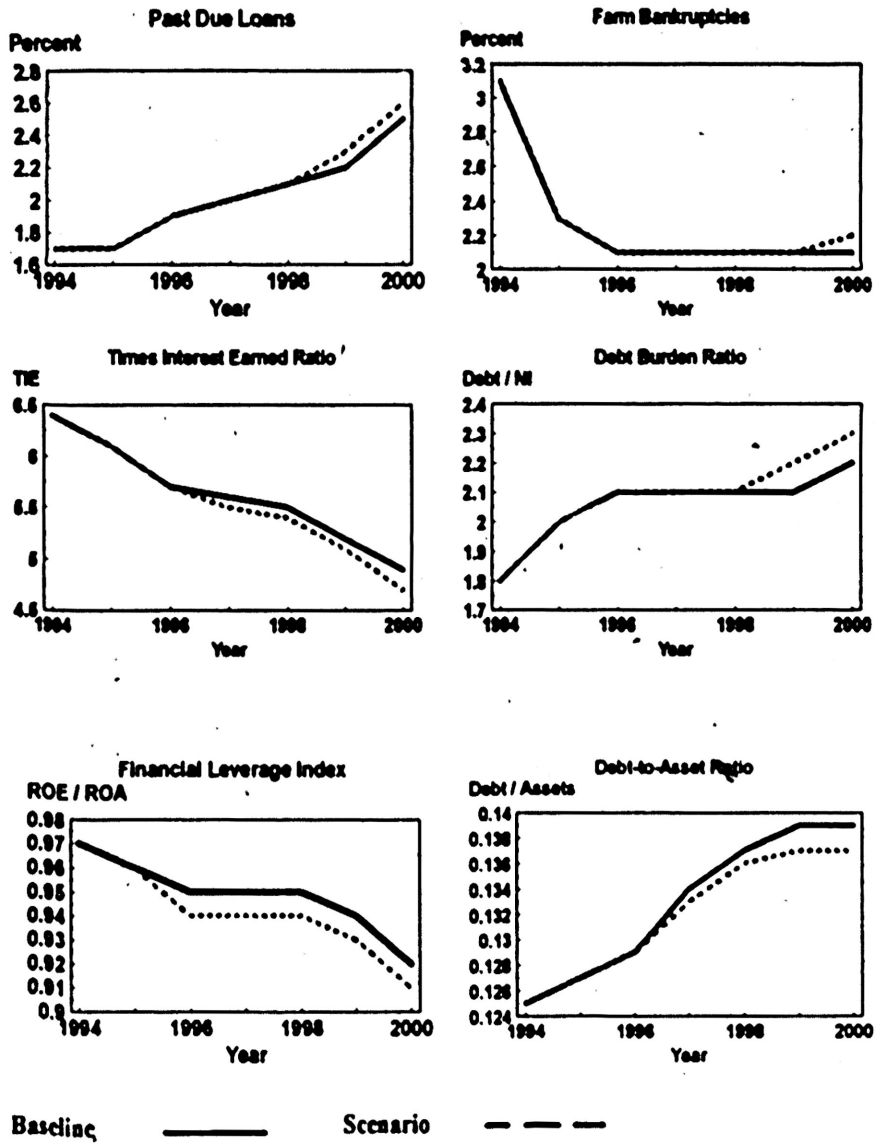 Past Due Loans
Percent
2.8
2.6
2.4
2.2
2
1.8
1.6
1994 1996 1998 2000
Year
Farm Bankruptcies
Percent
3.2
3
2.8
2.6
2.4
2.2
2
1994 1996 1998 2000
Year
Times Interest Earned Ratio
TIE
6.5
6
5.5
5
4.5
1994 1996 1998 2000
Year
Debt Burden Ratio
Debt / NI
2.4
2.3
2.2
2.1
2
1.9
1.8
1.7
1994 1996 1998 2000
Year
Financial Leverage Index
ROE / ROA
0.98
0.97
0.96
0.95
0.94
0.93
0.92
0.91
0.9
1994 1996 1998 2000
Year
Debt-to-Asset Ratio
Debt / Assets
0.14
0.138
0.136
0.134
0.132
0.13
0.128
0.126
0.124
1994 1996 1998 2000
Year
Baseline Scenario